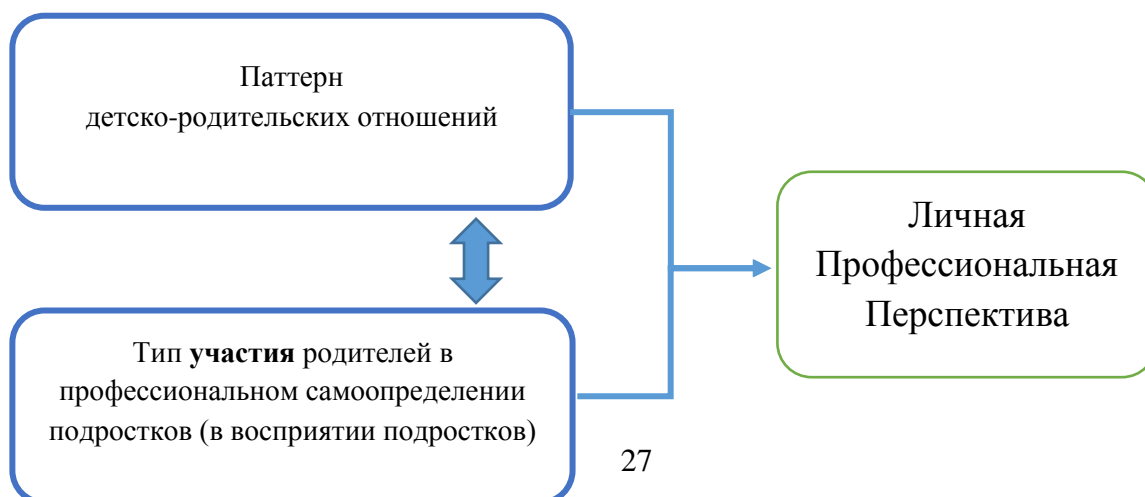 Паттерн
детско-родительских отношений
Личная
Профессиональная
Перспектива
Тип участия родителей в
профессиональном самоопределении
подростков (в восприятии подростков)
27